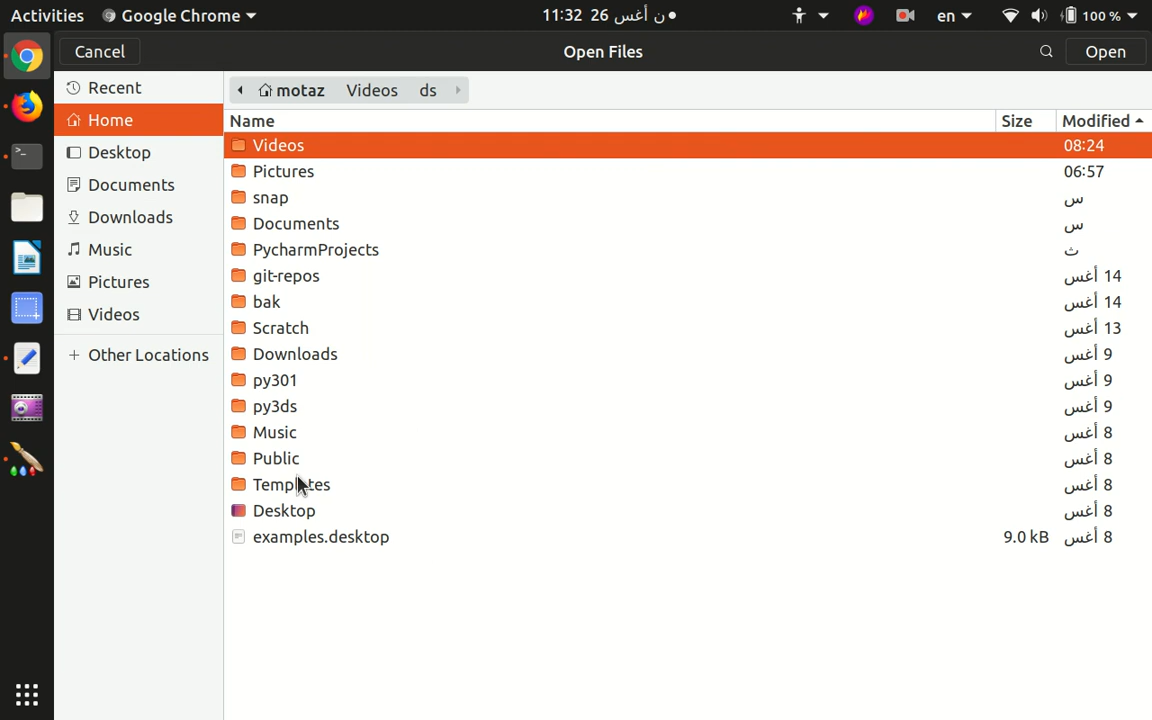 Activities Google Chrome 11:32 26 ن أغس en 100 %
Cancel Open Files Open
Recent
Home
Desktop
Documents
Downloads
Music
Pictures
Videos
+ Other Locations
motaz Videos ds
Name Size Modified
Videos 08:24
Pictures 06:57
snap س
Documents س
PycharmProjects ث
git-repos 14 أغس
bak 14 أغس
Scratch 13 أغس
Downloads 9 أغس
py301 9 أغس
py3ds 9 أغس
Music 8 أغس
Public 8 أغس
Templates 8 أغس
Desktop 8 أغس
examples.desktop 9.0 kB 8 أغس